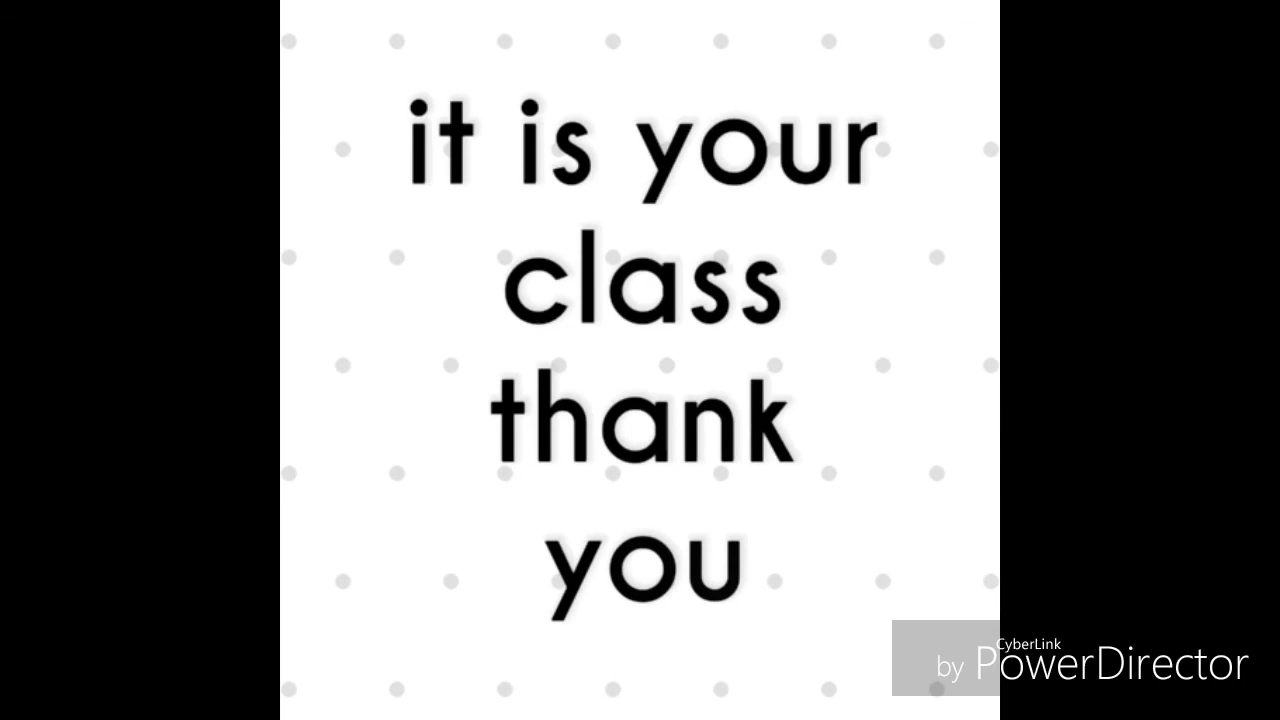 it is your
class
thank
you
CyberLink
by PowerDirector